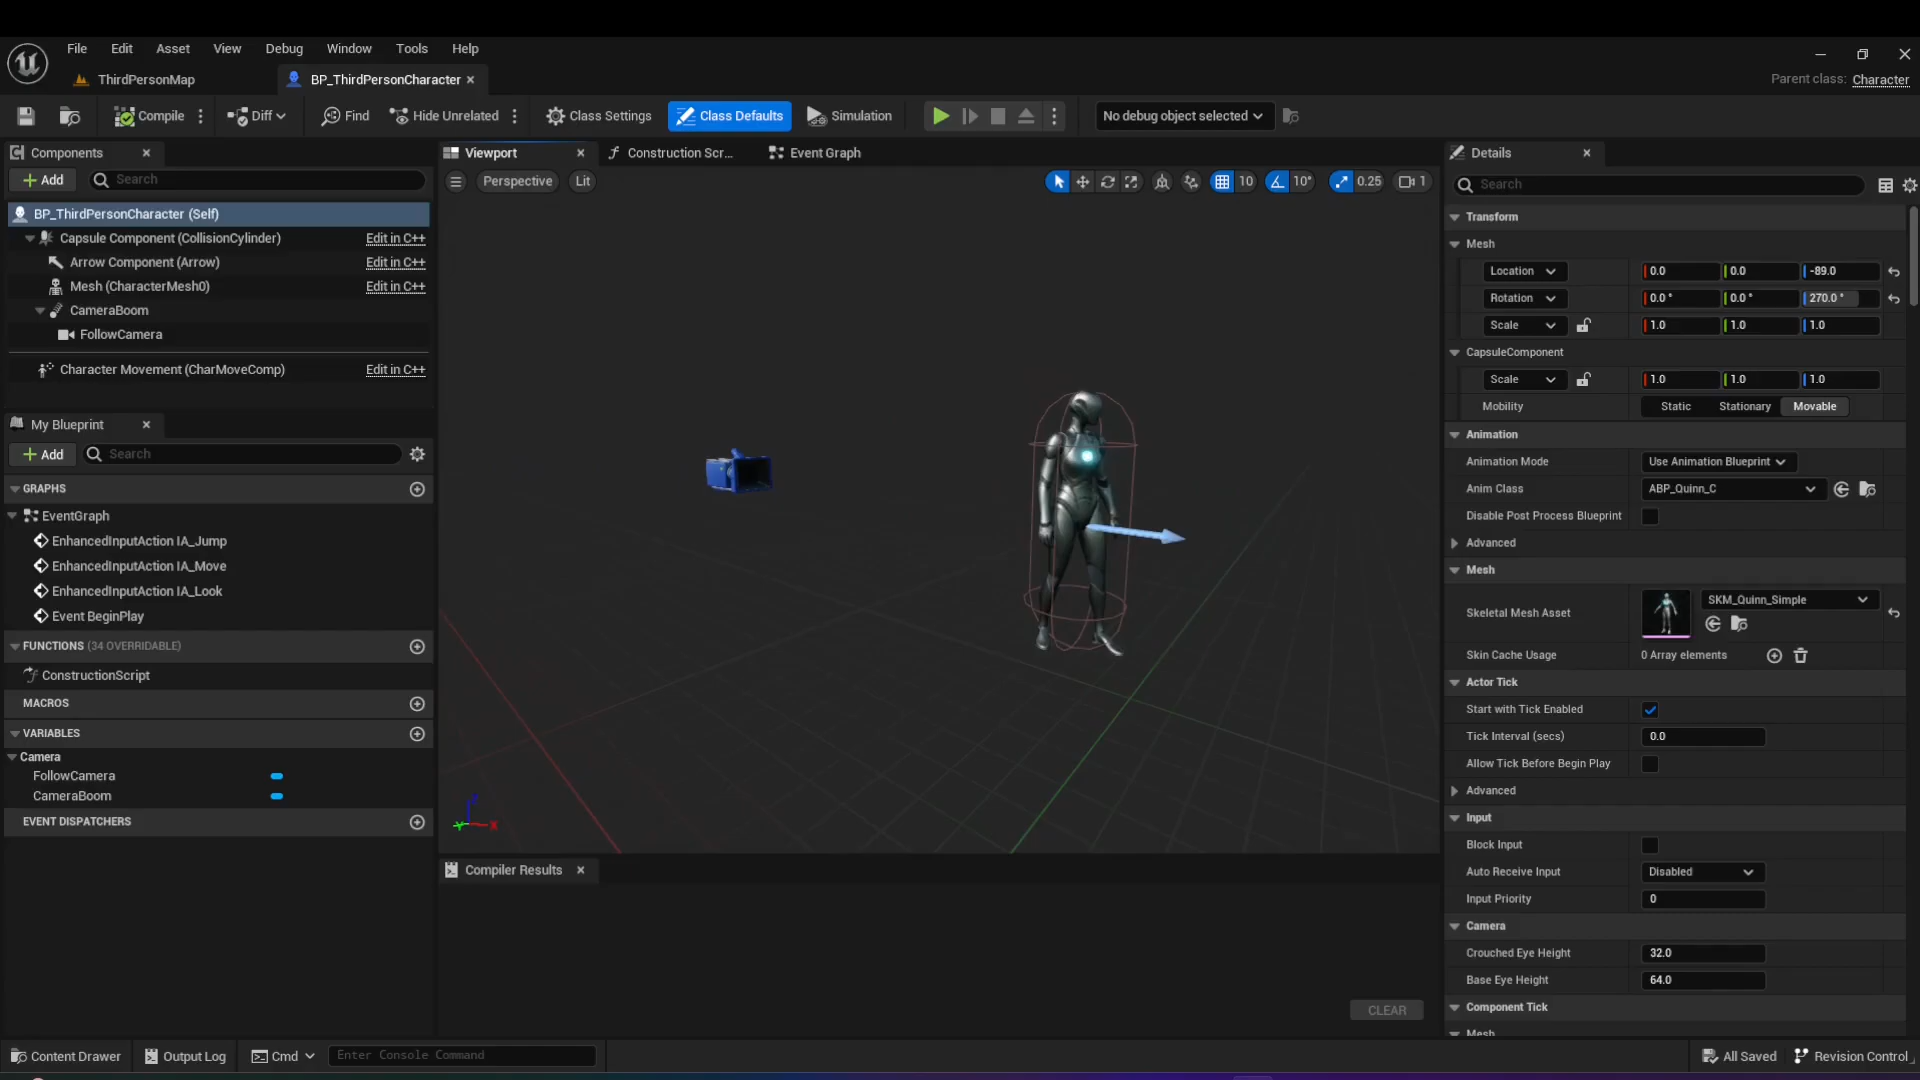 File Edit Asset View Debug Window Tools Help
ThirdPersonMap
BP_ThirdPersonCharacter
Parent class: Character
Compile
Diff
Find
Hide Unrelated
Class Settings
Class Defaults
Simulation
No debug object selected
Components
Add
Search
BP_ThirdPersonCharacter (Self)
Capsule Component (CollisionCylinder) Edit in C++
Arrow Component (Arrow) Edit in C++
Mesh (CharacterMesh0) Edit in C++
CameraBoom
FollowCamera
Character Movement (CharMoveComp) Edit in C++
My Blueprint
Add
Search
GRAPHS
EventGraph
EnhancedInputAction IA_Jump
EnhancedInputAction IA_Move
EnhancedInputAction IA_Look
Event BeginPlay
FUNCTIONS (34 OVERRIDABLE)
ConstructionScript
MACROS
VARIABLES
Camera
FollowCamera
CameraBoom
EVENT DISPATCHERS
Viewport
Construction Scr...
Event Graph
Perspective
Lit
10
10°
0.25
1
Z
Y
X
Compiler Results
CLEAR
Details
Search
Transform
Mesh
Location 0.0 0.0 -89.0
Rotation 0.0 ° 0.0 ° 270.0 °
Scale 1.0 1.0 1.0
CapsuleComponent
Scale 1.0 1.0 1.0
Mobility Static Stationary Movable
Animation
Animation Mode Use Animation Blueprint
Anim Class ABP_Quinn_C
Disable Post Process Blueprint
Advanced
Mesh
Skeletal Mesh Asset SKM_Quinn_Simple
Skin Cache Usage 0 Array elements
Actor Tick
Start with Tick Enabled
Tick Interval (secs) 0.0
Allow Tick Before Begin Play
Advanced
Input
Block Input
Auto Receive Input Disabled
Input Priority 0
Camera
Crouched Eye Height 32.0
Base Eye Height 64.0
Component Tick
Mesh
Content Drawer
Output Log
Cmd
Enter Console Command
All Saved
Revision Control